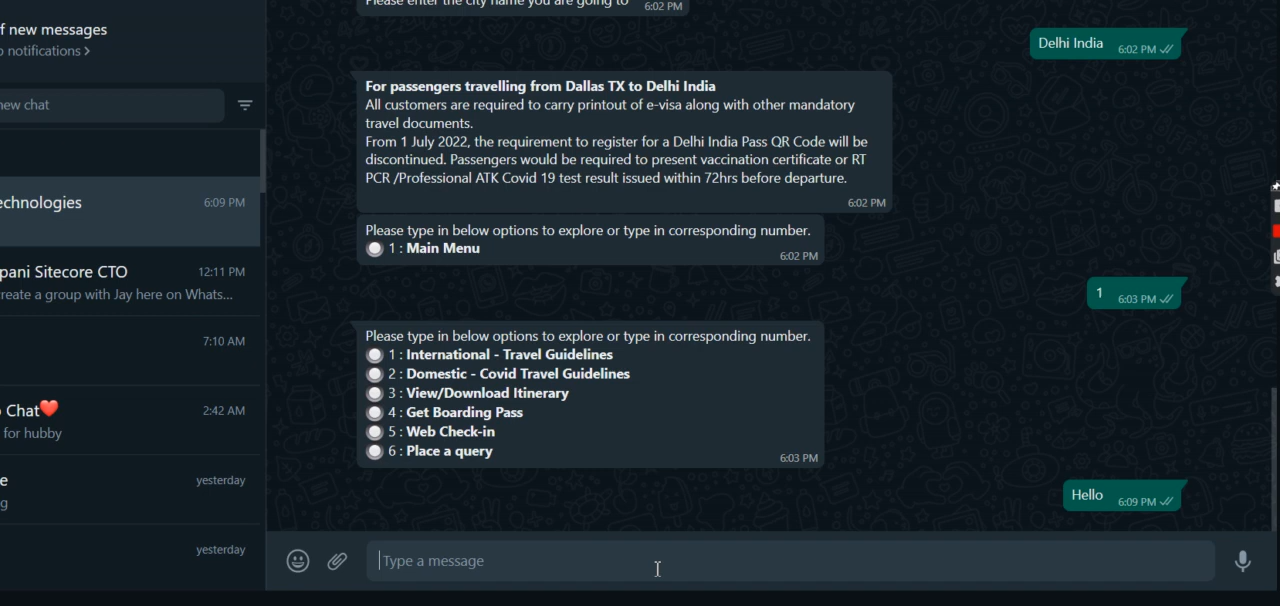 f new messages
notifications >
new chat
echnologies
6:09 PM
pani Sitecore CTO
12:11 PM
reate a group with Jay here on Whats...
7:10 AM
Chat❤️
2:42 AM
for hubby
e
yesterday
g
yesterday
Please enter the city name you are going to
6:02 PM
Delhi India
6:02 PM
For passengers travelling from Dallas TX to Delhi India
All customers are required to carry printout of e-visa along with other mandatory
travel documents.
From 1 July 2022, the requirement to register for a Delhi India Pass QR Code will be
discontinued. Passengers would be required to present vaccination certificate or RT
PCR /Professional ATK Covid 19 test result issued within 72hrs before departure.
6:02 PM
Please type in below options to explore or type in corresponding number.
1 : Main Menu
6:02 PM
1
6:03 PM
Please type in below options to explore or type in corresponding number.
1 : International - Travel Guidelines
2 : Domestic - Covid Travel Guidelines
3 : View/Download Itinerary
4 : Get Boarding Pass
5 : Web Check-in
6 : Place a query
6:03 PM
Hello
6:09 PM
Type a message